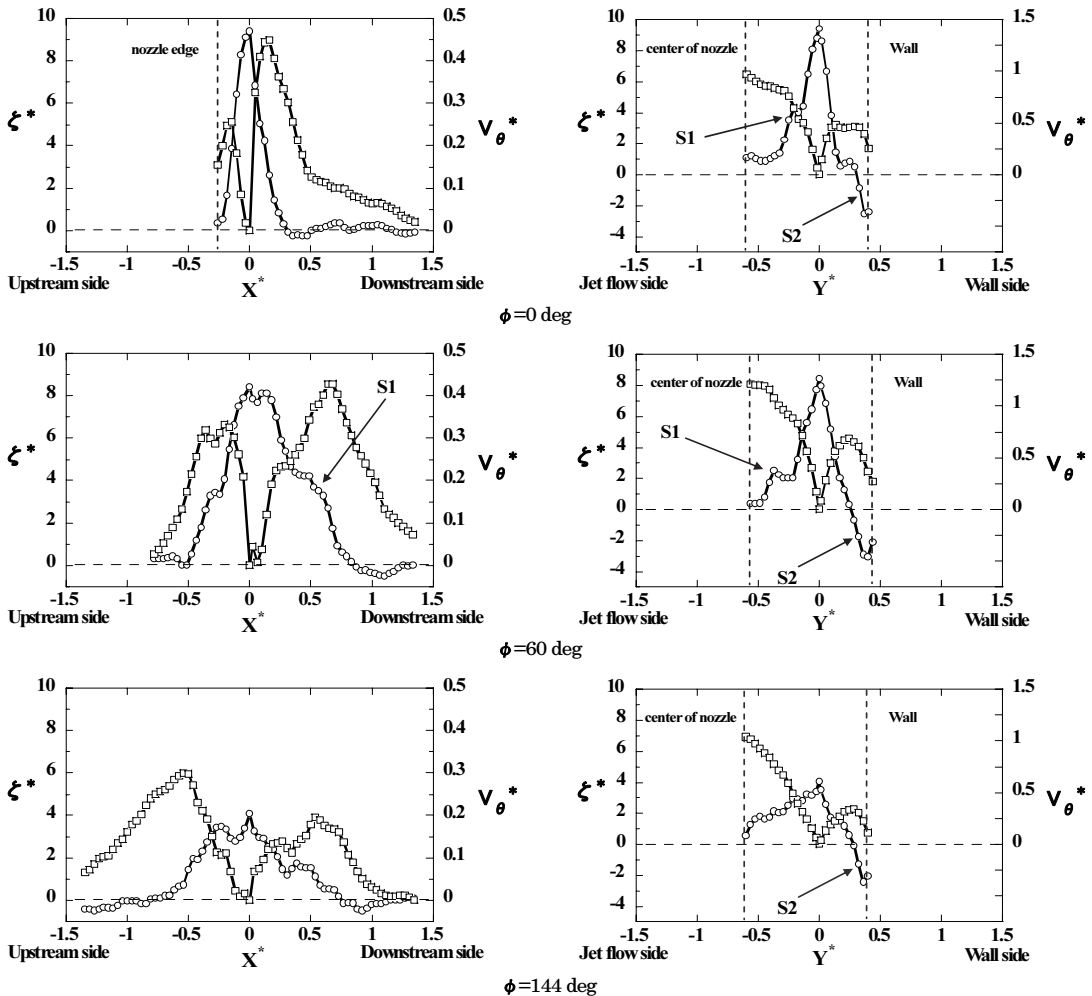 10 0.5 10 1.5
8 nozzle edge 0.4 8 center of nozzle Wall
6 6 1
ζ* 4 0.3 Vθ* ζ* 4 S1 0.5 Vθ*
2 0.2 2
0 0.1 0 0
0 -2 S2
-4
-1.5 -1 -0.5 0 0.5 1 1.5 -1.5 -1 -0.5 0 0.5 1 1.5
Upstream side X* Downstream side Jet flow side Y* Wall side
ϕ=0 deg
10 0.5 10 1.5
8 S1 0.4 8 center of nozzle Wall
6 6 1
ζ* 4 0.3 Vθ* ζ* 4 S1 0.5 Vθ*
2 0.2 2
0 0.1 0 0
0 -2 S2
-4
-1.5 -1 -0.5 0 0.5 1 1.5 -1.5 -1 -0.5 0 0.5 1 1.5
Upstream side X* Downstream side Jet flow side Y* Wall side
ϕ=60 deg
10 0.5 10 1.5
8 0.4 8 center of nozzle Wall
6 6 1
ζ* 4 0.3 Vθ* ζ* 4 0.5 Vθ*
2 0.2 2
0 0.1 0 0
0 -2 S2
-4
-1.5 -1 -0.5 0 0.5 1 1.5 -1.5 -1 -0.5 0 0.5 1 1.5
Upstream side X* Downstream side Jet flow side Y* Wall side
ϕ=144 deg